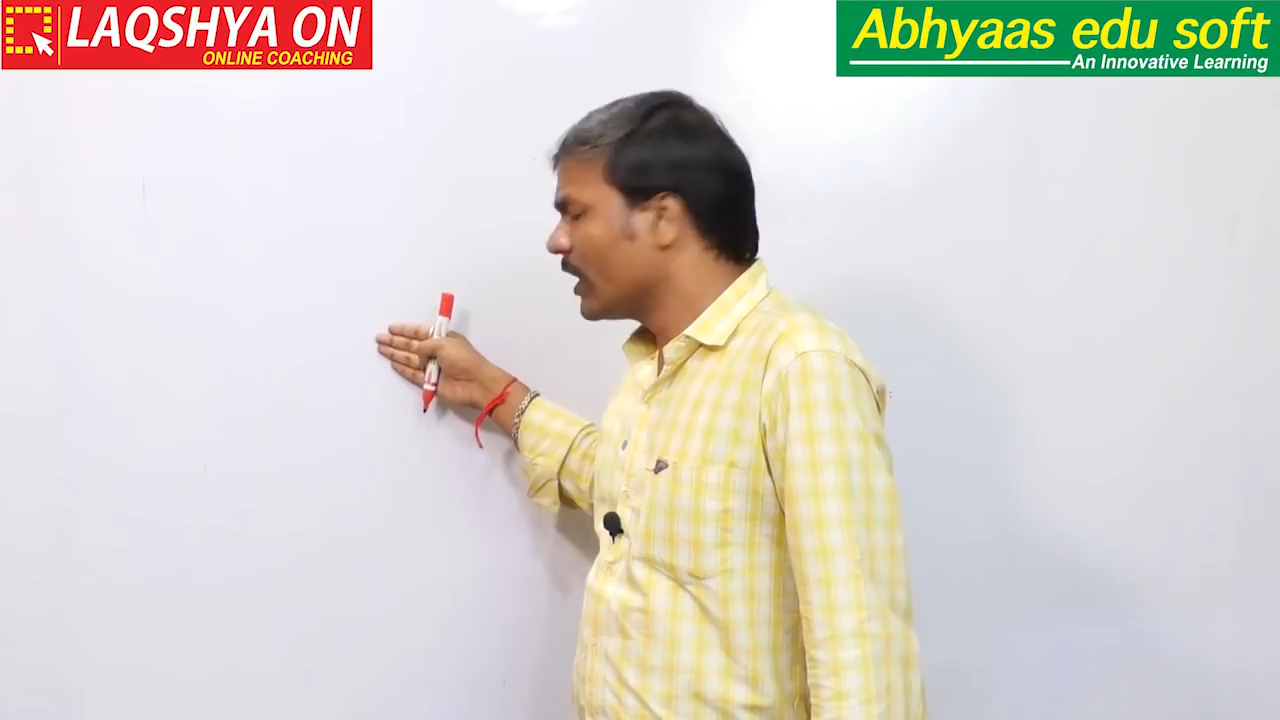 LAQSHYA ON
ONLINE COACHING
Abhyaas edu soft
An Innovative Learning